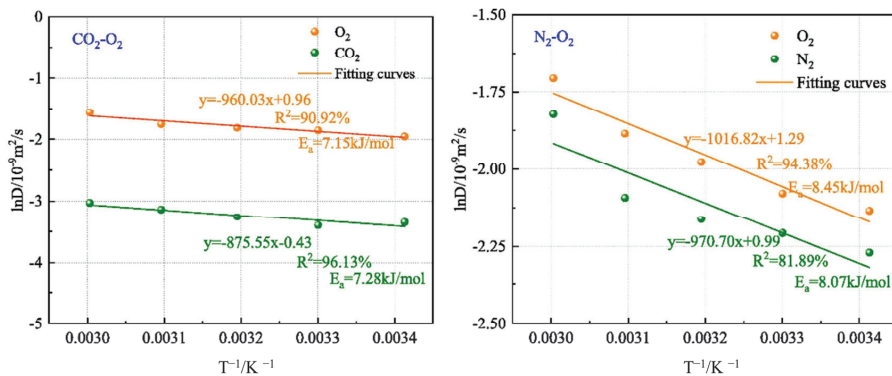 CO₂-O₂
O₂
CO₂
Fitting curves
y=-960.03x+0.96
R²=90.92%
Eₐ=7.15kJ/mol
y=-875.55x-0.43
R²=96.13%
Eₐ=7.28kJ/mol
lnD/10⁻⁹m²/s
0
-1
-2
-3
-4
-5
0.0030 0.0031 0.0032 0.0033 0.0034
T⁻¹/K ⁻¹
N₂-O₂
O₂
N₂
Fitting curves
y=-1016.82x+1.29
R²=94.38%
Eₐ=8.45kJ/mol
y=-970.70x+0.99
R²=81.89%
Eₐ=8.07kJ/mol
lnD/10⁻⁹m²/s
-1.50
-1.75
-2.00
-2.25
-2.50
0.0030 0.0031 0.0032 0.0033 0.0034
T⁻¹/K ⁻¹